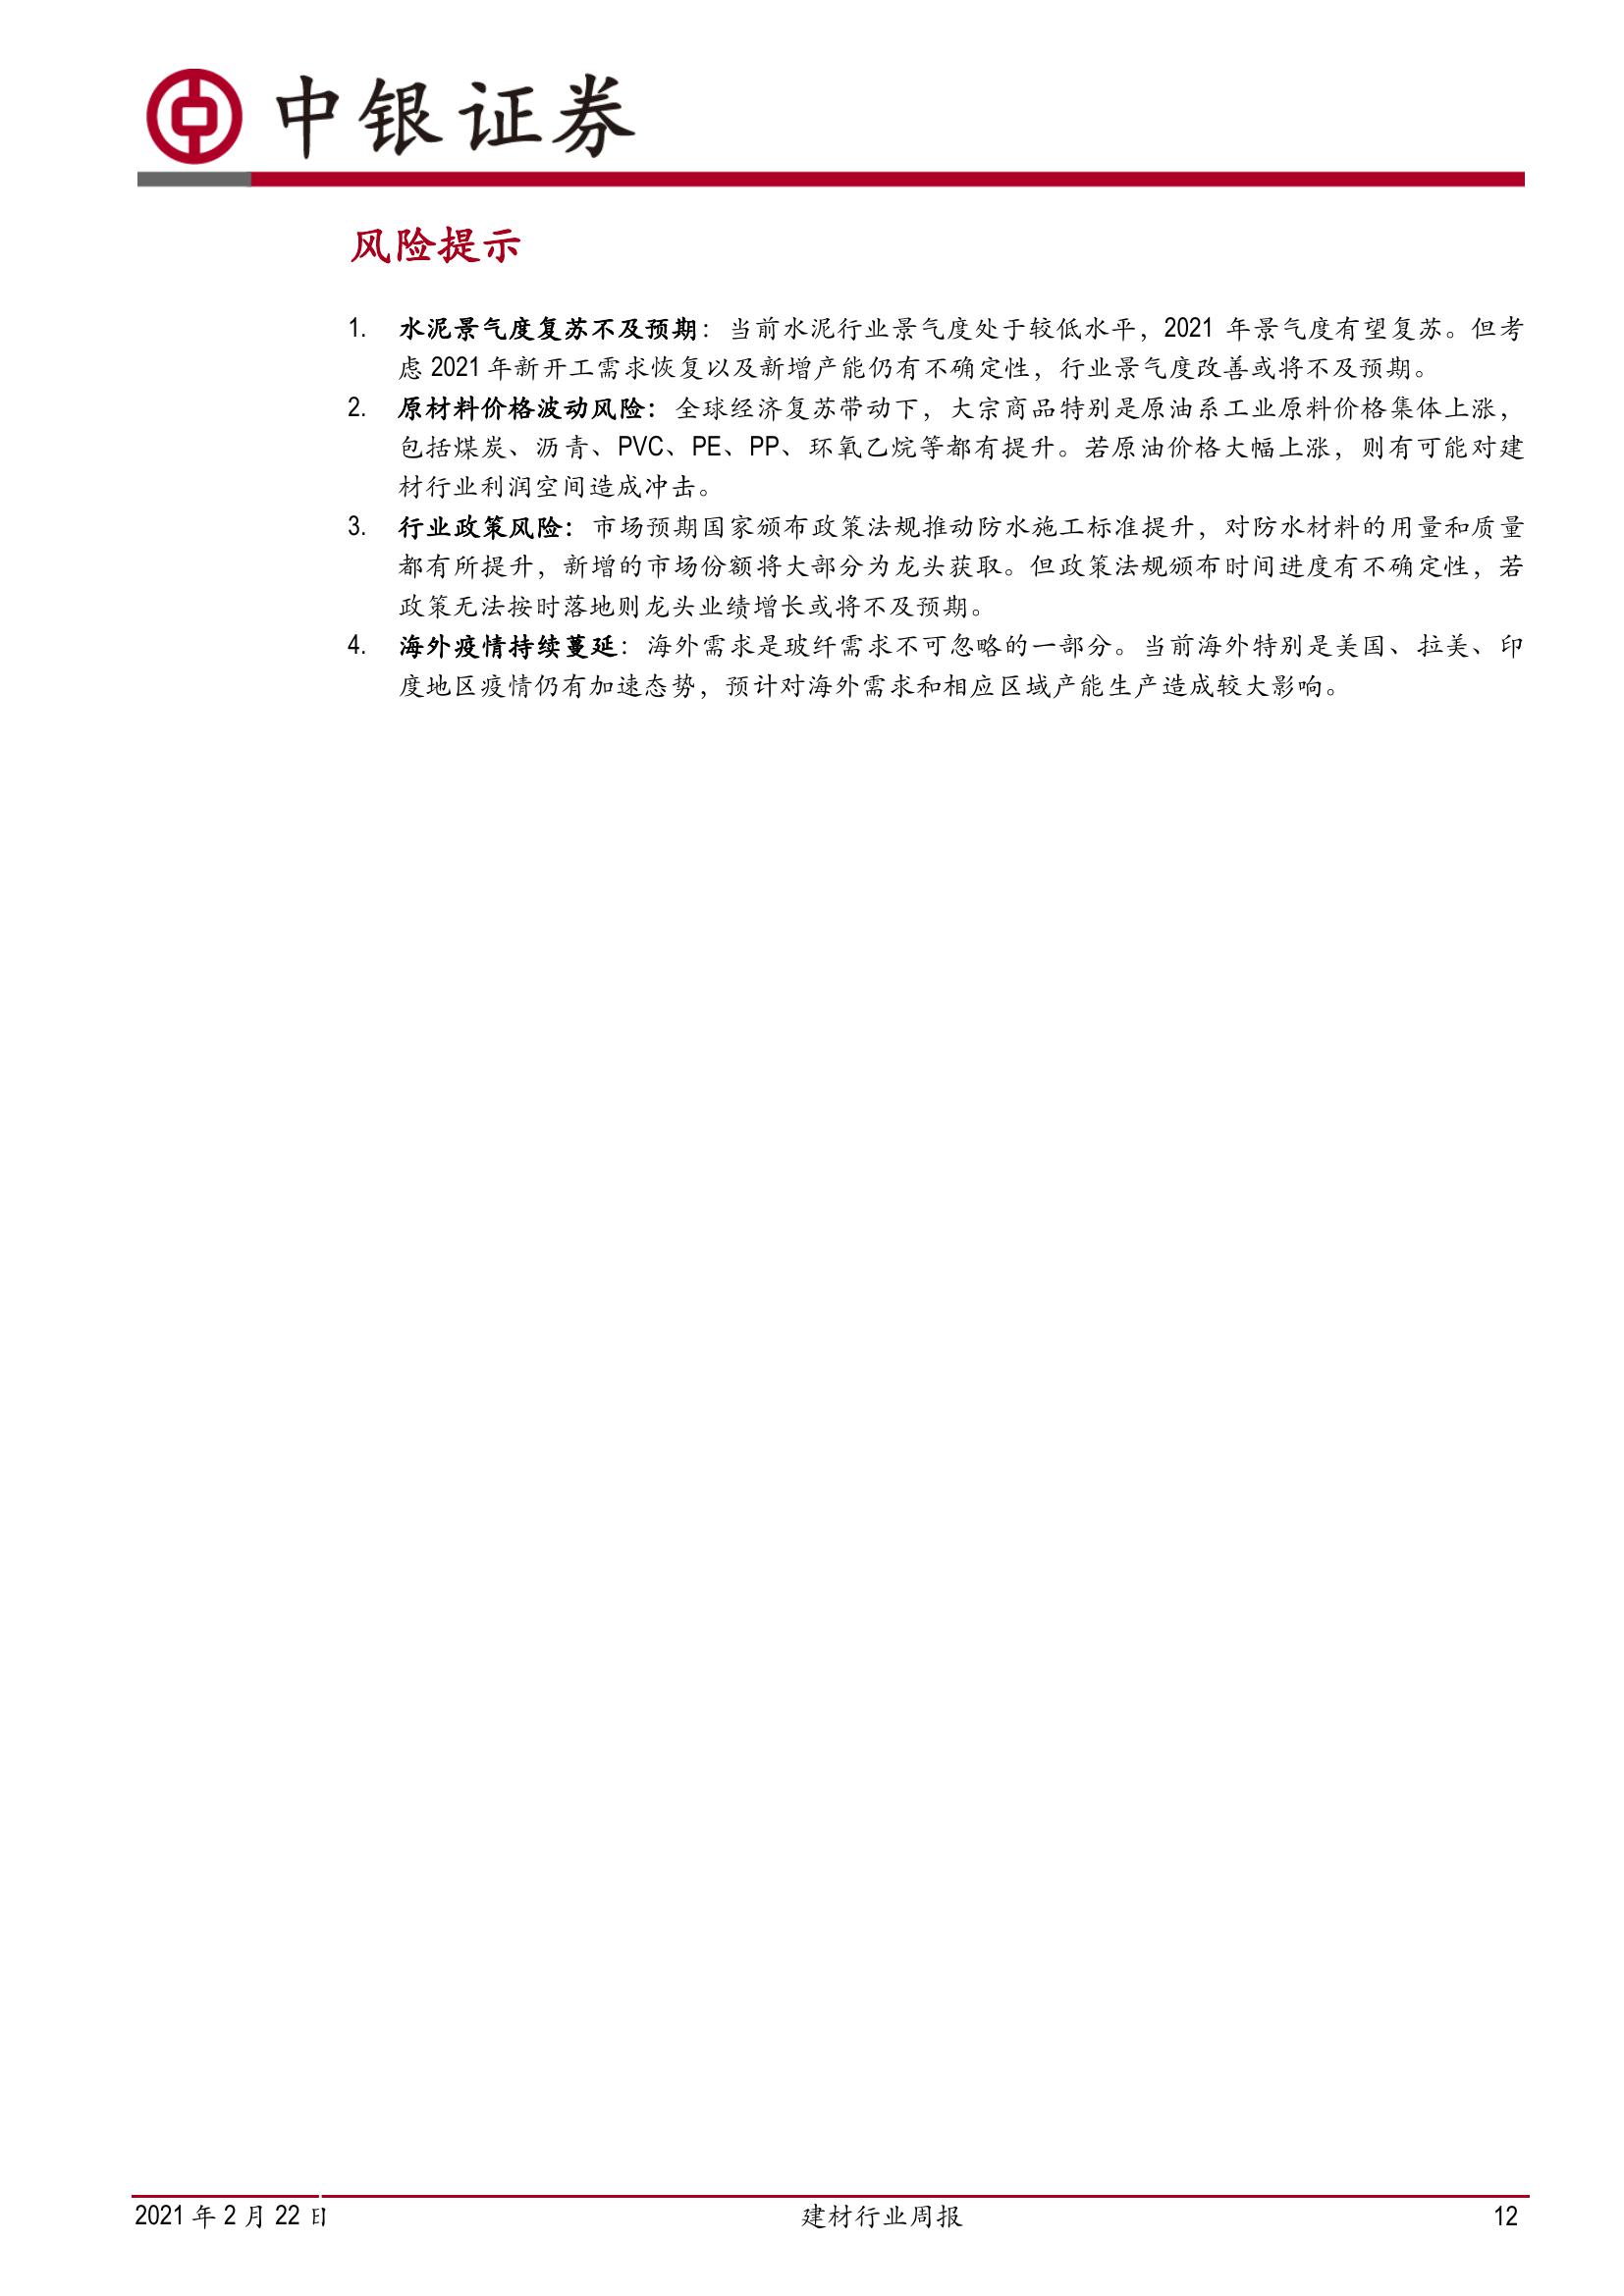 中银证券
风险提示
1. 水泥景气度复苏不及预期：当前水泥行业景气度处于较低水平，2021 年景气度有望复苏。但考
虑 2021 年新开工需求恢复以及新增产能仍有不确定性，行业景气度改善或将不及预期。
2. 原材料价格波动风险：全球经济复苏带动下，大宗商品特别是原油系工业原料价格集体上涨，
包括煤炭、沥青、PVC、PE、PP、环氧乙烷等都有提升。若原油价格大幅上涨，则有可能对建
材行业利润空间造成冲击。
3. 行业政策风险：市场预期国家颁布政策法规推动防水施工标准提升，对防水材料的用量和质量
都有所提升，新增的市场份额将大部分为龙头获取。但政策法规颁布时间进度有不确定性，若
政策无法按时落地则龙头业绩增长或将不及预期。
4. 海外疫情持续蔓延：海外需求是玻纤需求不可忽略的一部分。当前海外特别是美国、拉美、印
度地区疫情仍有加速态势，预计对海外需求和相应区域产能生产造成较大影响。
2021 年 2 月 22 日 建材行业周报 12